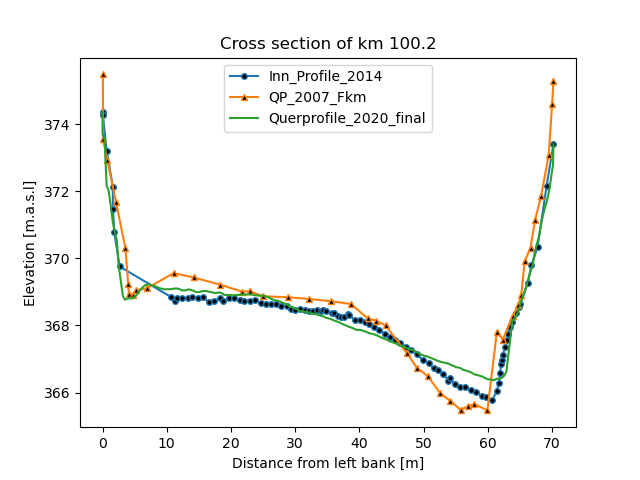 Cross section of km 100.2
Inn_Profile_2014
QP_2007_Fkm
Querprofile_2020_final
374
372
370
368
366
Elevation [m.a.s.l]
0 10 20 30 40 50 60 70
Distance from left bank [m]